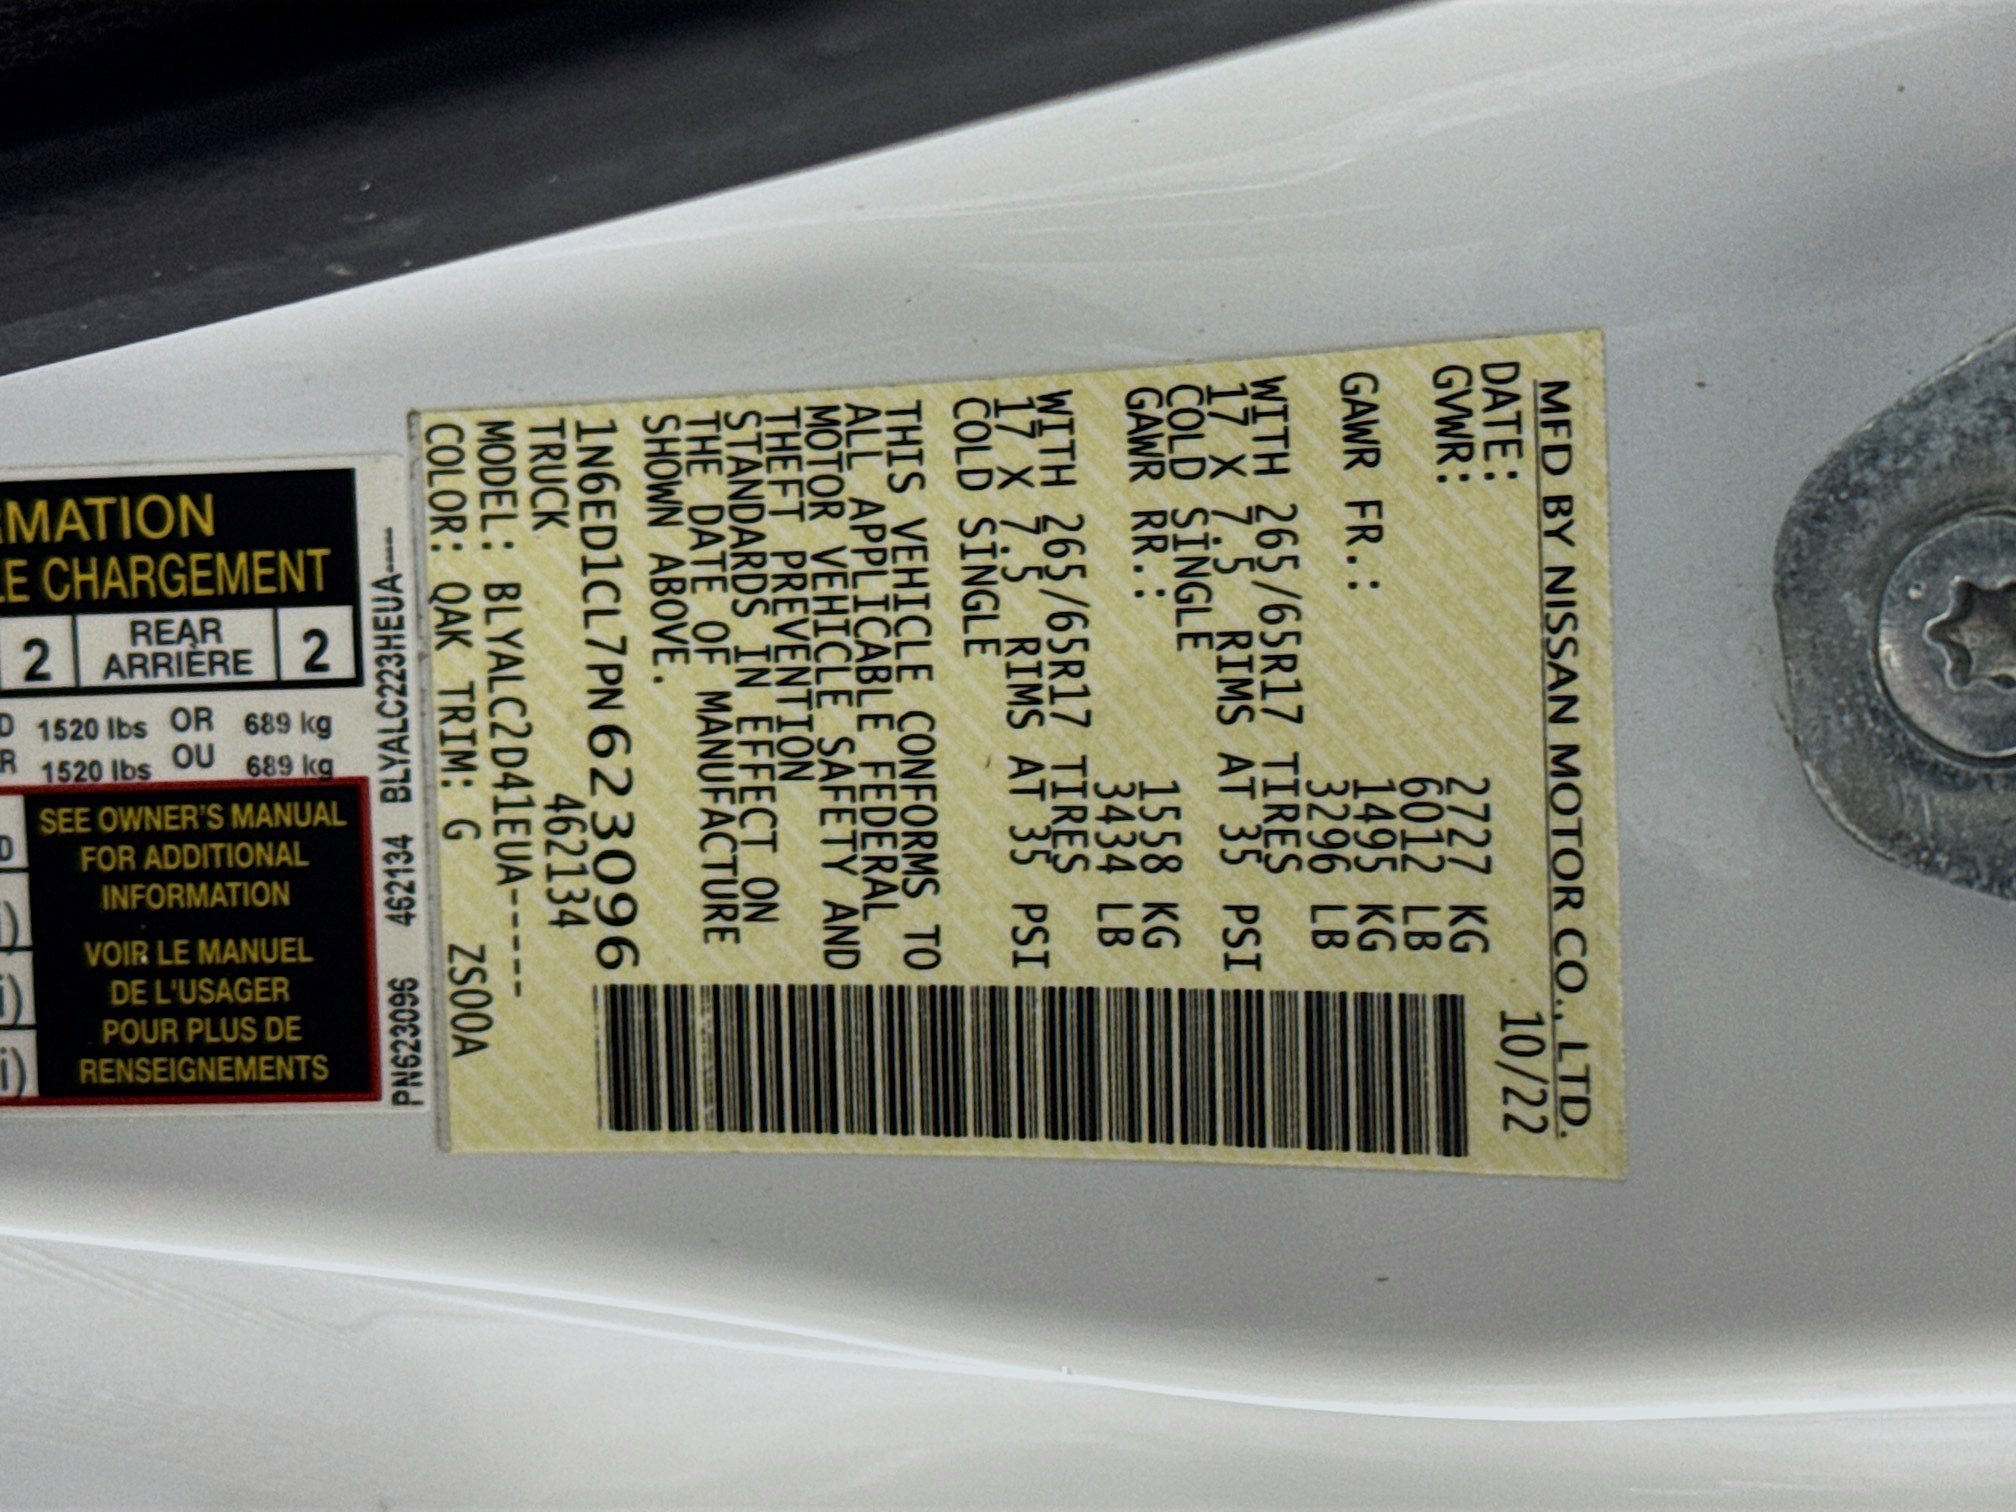 MFD BY NISSAN MOTOR CO., LTD.
DATE: 10/22
GVWR: 2727 KG
6012 LB
GAWR FR.: 1495 KG
3296 LB
WITH 265/65R17 TIRES
17 X 7.5 RIMS AT 35 PSI
COLD SINGLE
GAWR RR.: 1558 KG
3434 LB
WITH 265/65R17 TIRES
17 X 7.5 RIMS AT 35 PSI
COLD SINGLE
THIS VEHICLE CONFORMS TO
ALL APPLICABLE FEDERAL
MOTOR VEHICLE SAFETY AND
THEFT PREVENTION
STANDARDS IN EFFECT ON
THE DATE OF MANUFACTURE
SHOWN ABOVE.
1N6ED1CL7PN623096
TRUCK 462134
MODEL: BLYALC2D41EUA-----
COLOR: QAK TRIM: G ZS00A
PN623096 462134 BLYALC223HEUA----
RMATION
LE CHARGEMENT
2 REAR 2
ARRIÈRE
D 1520 lbs OR 689 kg
R 1520 lbs OU 689 kg
SEE OWNER'S MANUAL
FOR ADDITIONAL
INFORMATION
VOIR LE MANUEL
DE L'USAGER
POUR PLUS DE
RENSEIGNEMENTS